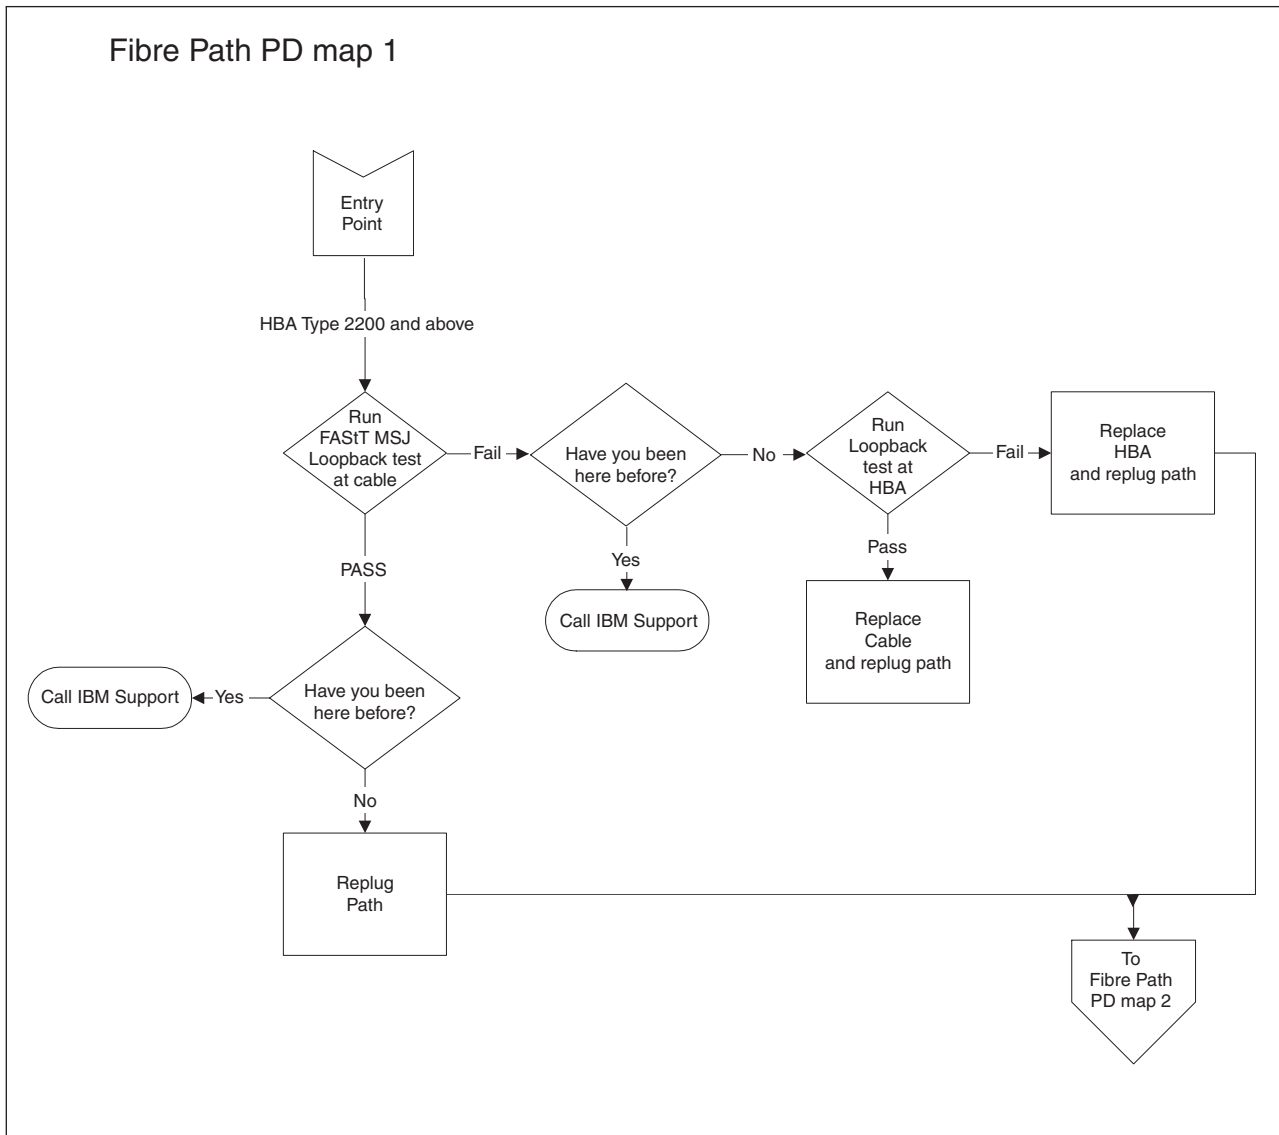 Fibre Path PD map 1
Entry
Point
HBA Type 2200 and above
Run
FAStT MSJ
Loopback test
at cable
Fail
Have you been
here before?
No
Run
Loopback
test at
HBA
Fail
Replace
HBA
and replug path
PASS
Yes
Pass
Call IBM Support
Replace
Cable
and replug path
Call IBM Support
Yes
Have you been
here before?
No
Replug
Path
To
Fibre Path
PD map 2